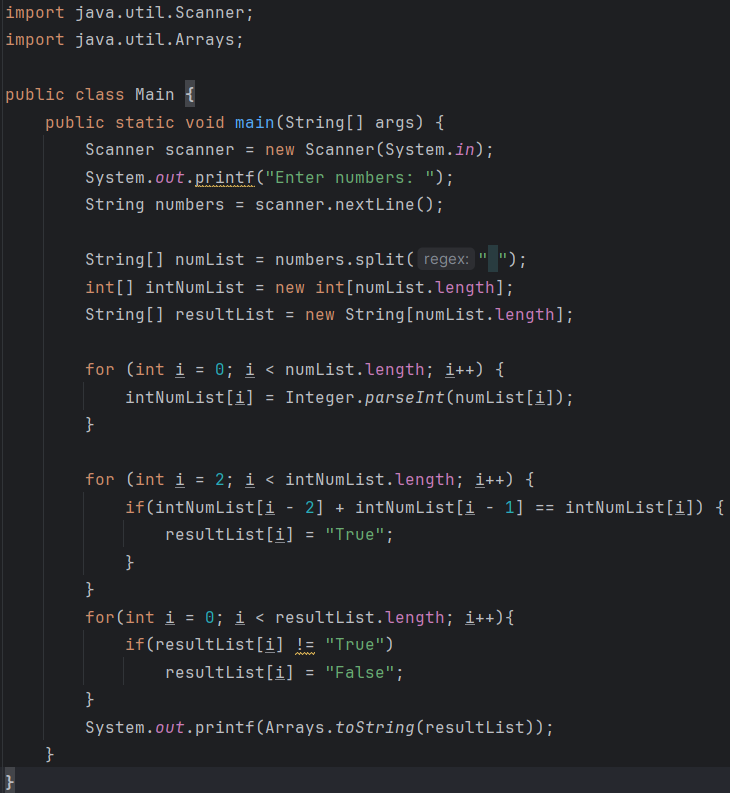 import java.util.Scanner;
import java.util.Arrays;

public class Main {
    public static void main(String[] args) {
        Scanner scanner = new Scanner(System.in);
        System.out.printf("Enter numbers: ");
        String numbers = scanner.nextLine();

        String[] numList = numbers.split( regex: " ");
        int[] intNumList = new int[numList.length];
        String[] resultList = new String[numList.length];

        for (int i = 0; i < numList.length; i++) {
            intNumList[i] = Integer.parseInt(numList[i]);
        }

        for (int i = 2; i < intNumList.length; i++) {
            if(intNumList[i - 2] + intNumList[i - 1] == intNumList[i]) {
                resultList[i] = "True";
            }
        }
        for(int i = 0; i < resultList.length; i++){
            if(resultList[i] != "True")
                resultList[i] = "False";
        }
        System.out.printf(Arrays.toString(resultList));
    }
}